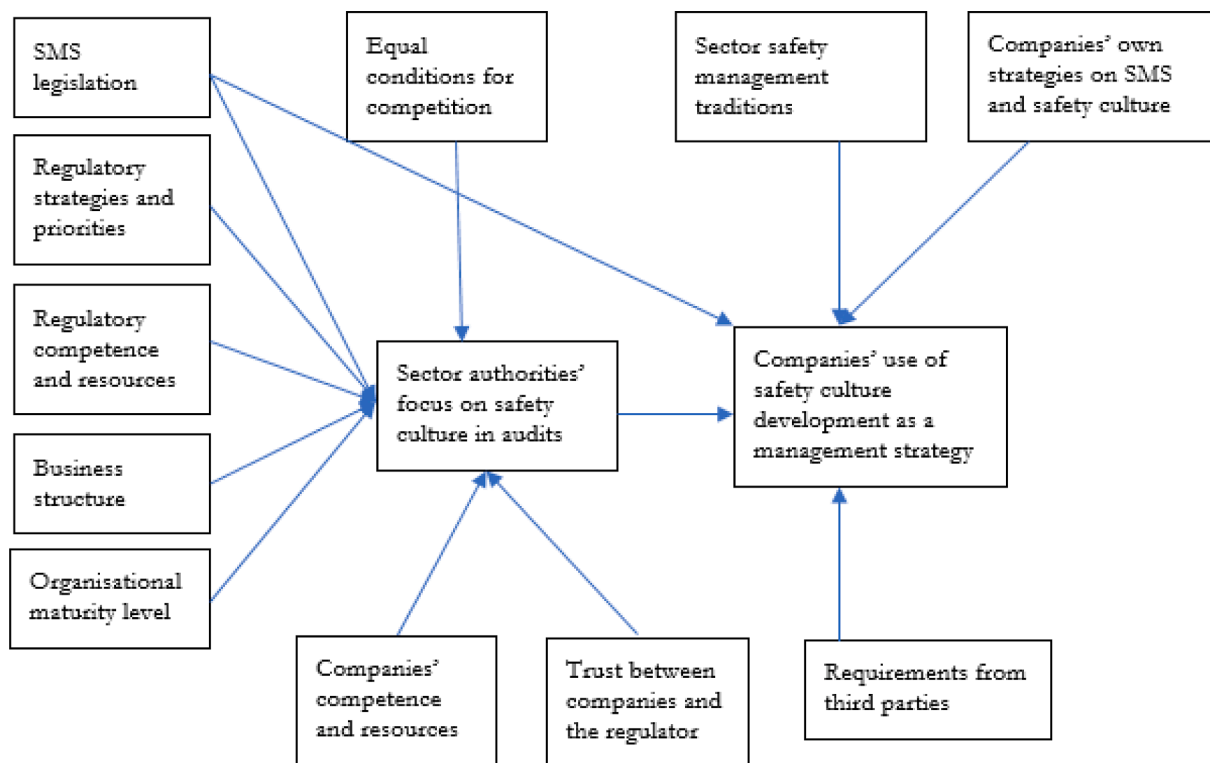 SMS
legislation
Equal
conditions for
competition
Sector safety
management
traditions
Companies’ own
strategies on SMS
and safety culture
Regulatory
strategies and
priorities
Regulatory
competence
and resources
Sector authorities’
focus on safety
culture in audits
Companies’ use of
safety culture
development as a
management strategy
Business
structure
Organisational
maturity level
Companies’
competence
and resources
Trust between
companies and
the regulator
Requirements from
third parties